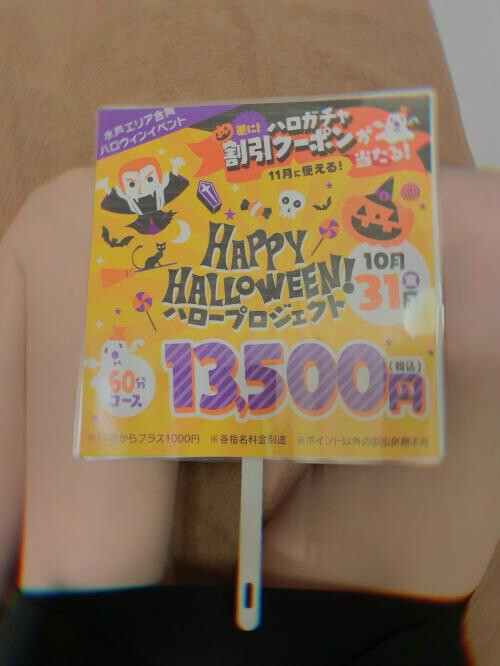 水戸エリア合同
ハロウィンイベント
更に!
ハロガチャ
割引クーポンが
当たる!
11月に使える!
HAPPY
HALLOWEEN!
ハロープロジェクト
10月
31日
60分
コース
13,500円
(税込)
からプラス1000円 ※各指名料金別途 ※ポイント以外の割引併用不可